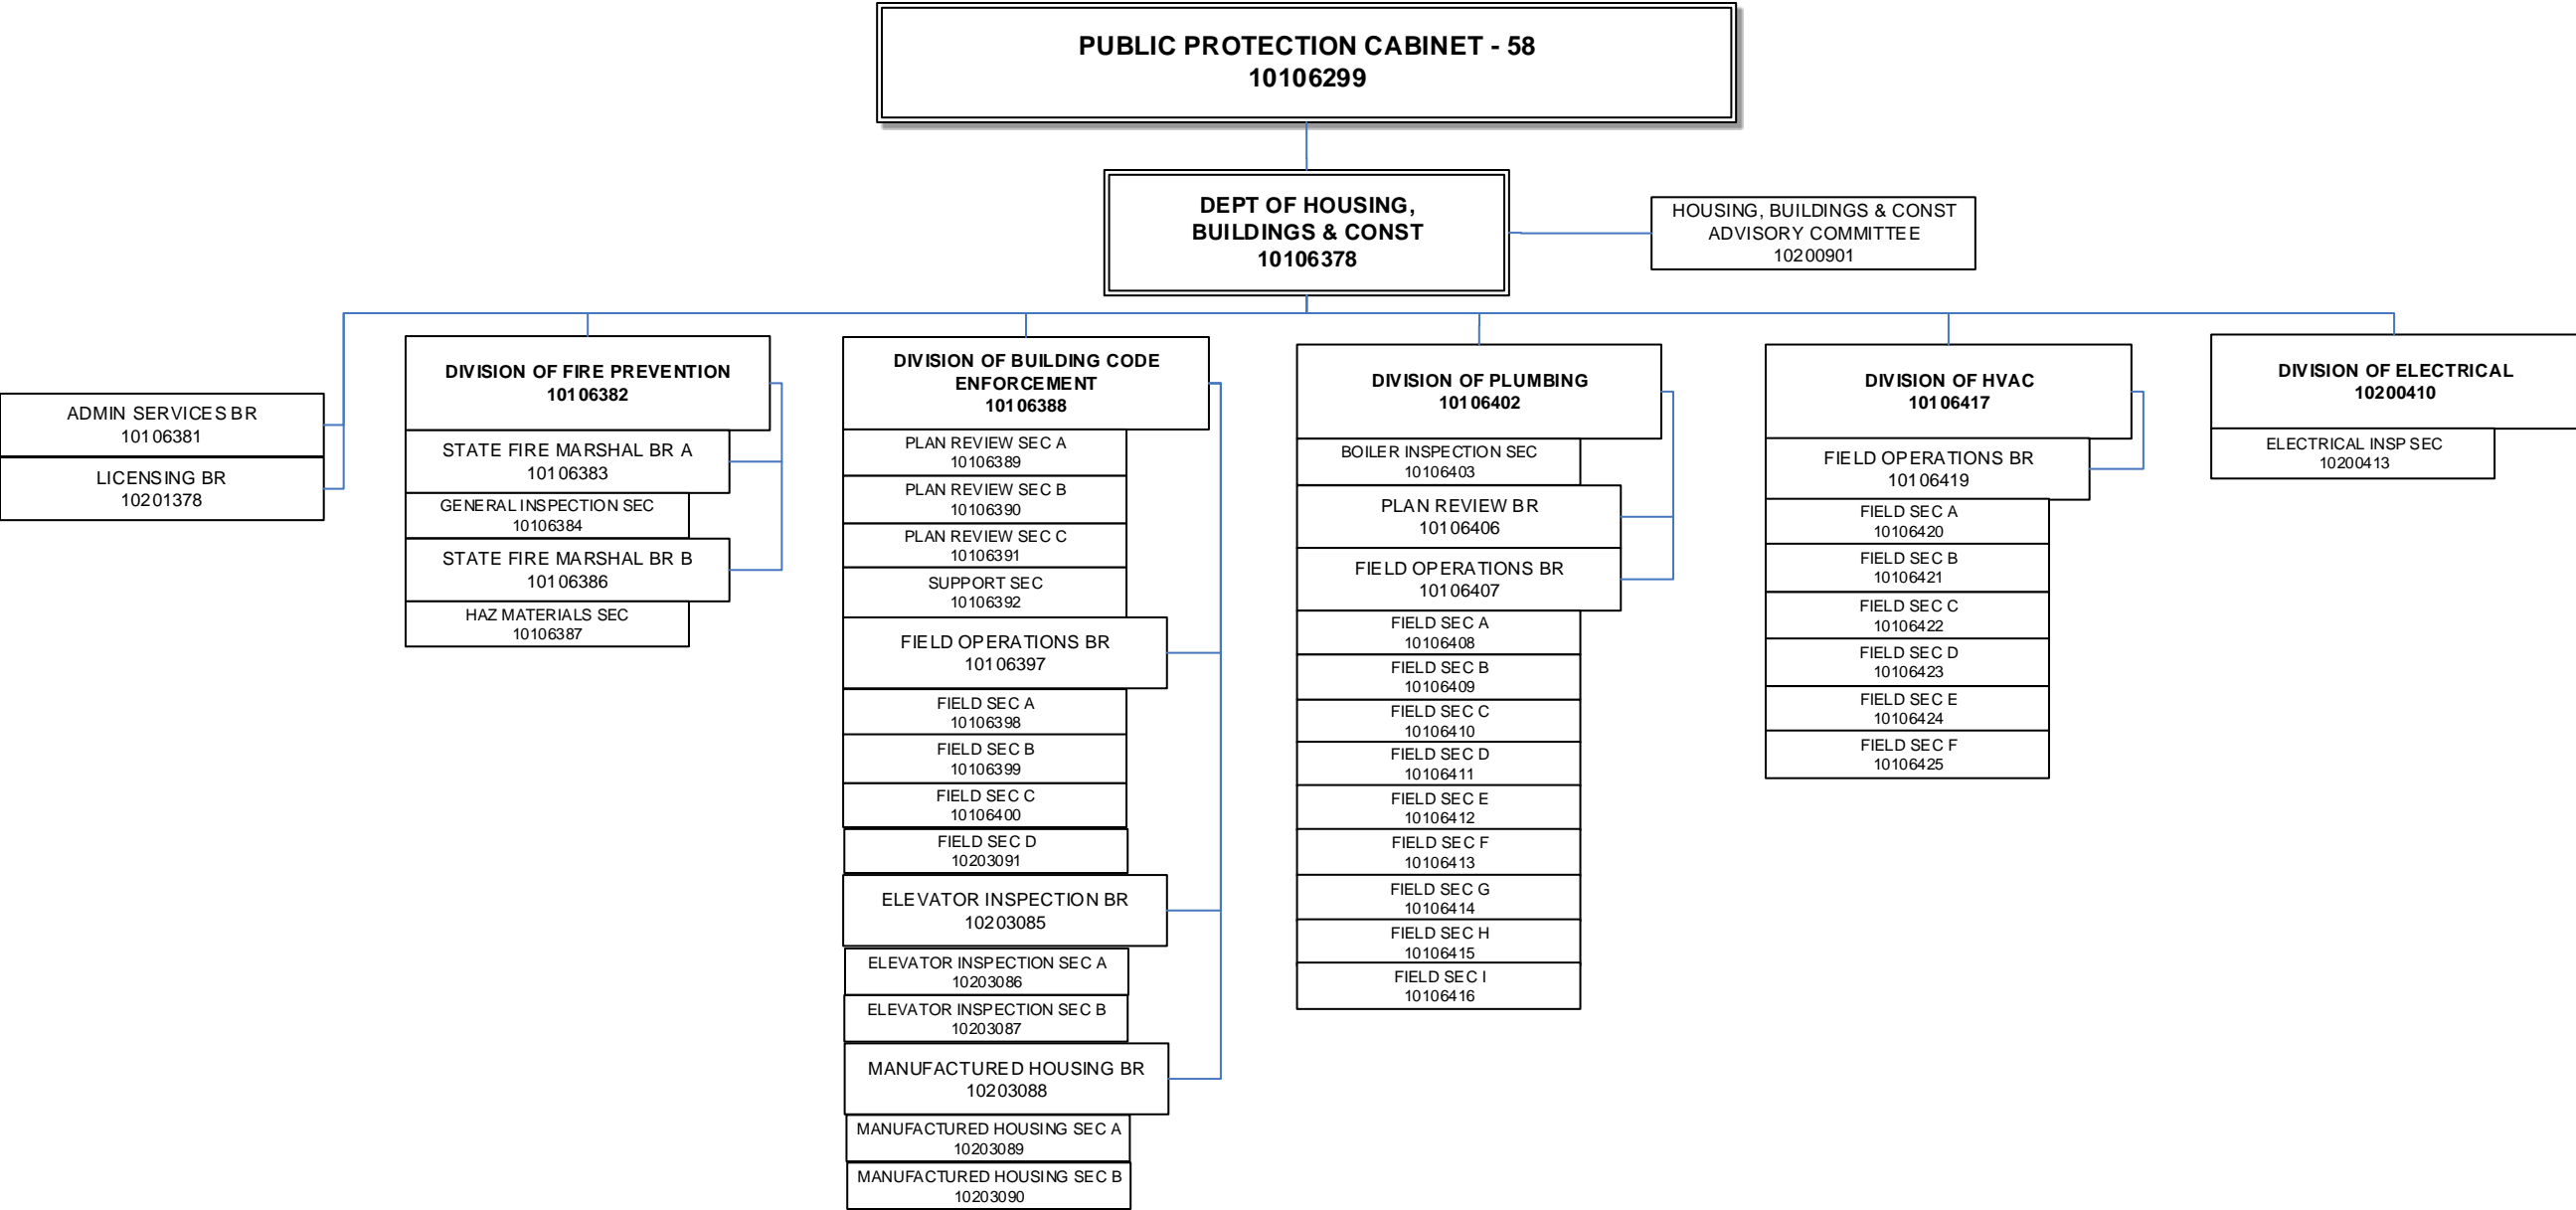 PUBLIC PROTECTION CABINET - 58
10106299
DEPT OF HOUSING,
BUILDINGS & CONST
10106378
HOUSING, BUILDINGS & CONST
ADVISORY COMMITTEE
10200901
ADMIN SERVICES BR
10106381
LICENSING BR
10201378
DIVISION OF FIRE PREVENTION
10106382
STATE FIRE MARSHAL BR A
10106383
GENERAL INSPECTION SEC
10106384
STATE FIRE MARSHAL BR B
10106386
HAZ MATERIALS SEC
10106387
DIVISION OF BUILDING CODE
ENFORCEMENT
10106388
PLAN REVIEW SEC A
10106389
PLAN REVIEW SEC B
10106390
PLAN REVIEW SEC C
10106391
SUPPORT SEC
10106392
FIELD OPERATIONS BR
10106397
FIELD SEC A
10106398
FIELD SEC B
10106399
FIELD SEC C
10106400
FIELD SEC D
10203091
ELEVATOR INSPECTION BR
10203085
ELEVATOR INSPECTION SEC A
10203086
ELEVATOR INSPECTION SEC B
10203087
MANUFACTURED HOUSING BR
10203088
MANUFACTURED HOUSING SEC A
10203089
MANUFACTURED HOUSING SEC B
10203090
DIVISION OF PLUMBING
10106402
BOILER INSPECTION SEC
10106403
PLAN REVIEW BR
10106406
FIELD OPERATIONS BR
10106407
FIELD SEC A
10106408
FIELD SEC B
10106409
FIELD SEC C
10106410
FIELD SEC D
10106411
FIELD SEC E
10106412
FIELD SEC F
10106413
FIELD SEC G
10106414
FIELD SEC H
10106415
FIELD SEC I
10106416
DIVISION OF HVAC
10106417
FIELD OPERATIONS BR
10106419
FIELD SEC A
10106420
FIELD SEC B
10106421
FIELD SEC C
10106422
FIELD SEC D
10106423
FIELD SEC E
10106424
FIELD SEC F
10106425
DIVISION OF ELECTRICAL
10200410
ELECTRICAL INSP SEC
10200413